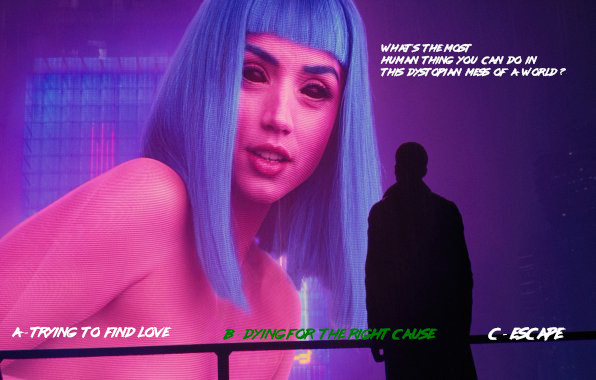 WHAT'S THE MOST
HUMAN THING YOU CAN DO IN
THIS DYSTOPIAN MESS OF A WORLD ?
A - TRYING TO FIND LOVE
B - DYING FOR THE RIGHT CAUSE
C - ESCAPE